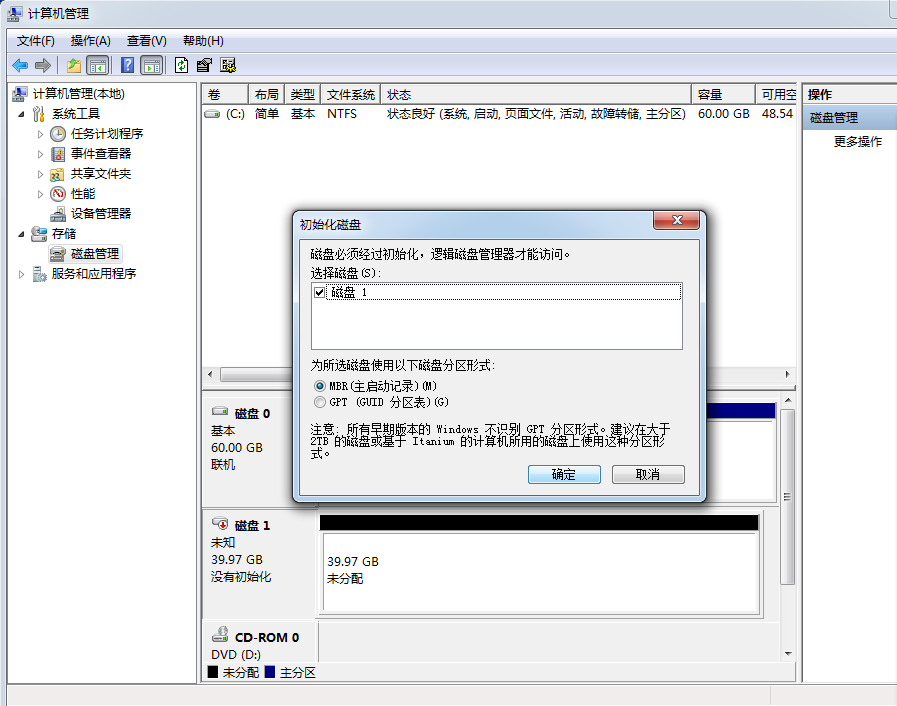 计算机管理
文件(F) 操作(A) 查看(V) 帮助(H)
计算机管理(本地)
系统工具
任务计划程序
事件查看器
共享文件夹
性能
设备管理器
存储
磁盘管理
服务和应用程序
卷 布局 类型 文件系统 状态 容量 可用空
(C:) 简单 基本 NTFS 状态良好 (系统, 启动, 页面文件, 活动, 故障转储, 主分区) 60.00 GB 48.54
操作
磁盘管理
更多操作
初始化磁盘
磁盘必须经过初始化，逻辑磁盘管理器才能访问。
选择磁盘(S):
磁盘 1
为所选磁盘使用以下磁盘分区形式:
MBR(主启动记录)(M)
GPT (GUID 分区表)(G)
注意: 所有早期版本的 Windows 不识别 GPT 分区形式。建议在大于
2TB 的磁盘或基于 Itanium 的计算机所用的磁盘上使用这种分区形
式。
确定 取消
磁盘 0
基本
60.00 GB
联机
磁盘 1
未知
39.97 GB
没有初始化
39.97 GB
未分配
CD-ROM 0
DVD (D:)
未分配 主分区